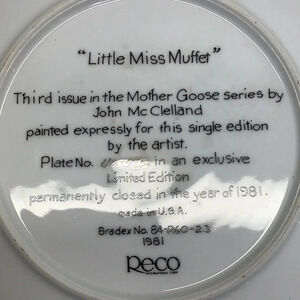 "Little Miss Muffet"
Third issue in the Mother Goose series by
John McClelland
painted expressly for this single edition
by the artist.
Plate No. in an exclusive
Limited Edition
permanently closed in the year of 1981.
made in U.S.A.
Bradex No. 84-R60-2.3
1981
Reco